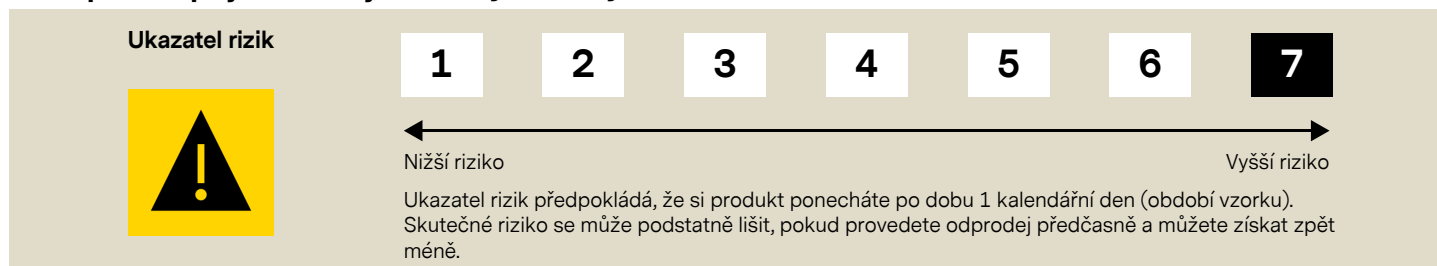 Ukazatel rizik
1 2 3 4 5 6 7
Nižší riziko Vyšší riziko
Ukazatel rizik předpokládá, že si produkt ponecháte po dobu 1 kalendářní den (období vzorku).
Skutečné riziko se může podstatně lišit, pokud provedete odprodej předčasně a můžete získat zpět
méně.